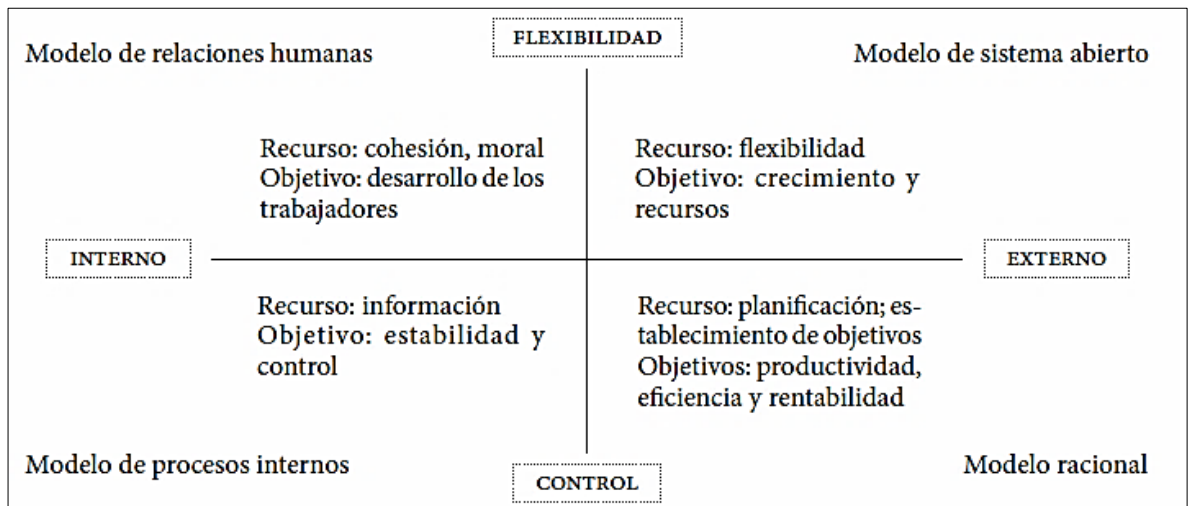 FLEXIBILIDAD
Modelo de relaciones humanas
Modelo de sistema abierto
Recurso: cohesión, moral
Objetivo: desarrollo de los
trabajadores
Recurso: flexibilidad
Objetivo: crecimiento y
recursos
INTERNO
EXTERNO
Recurso: información
Objetivo: estabilidad y
control
Recurso: planificación; es-
tablecimiento de objetivos
Objetivos: productividad,
eficiencia y rentabilidad
Modelo de procesos internos
Modelo racional
CONTROL